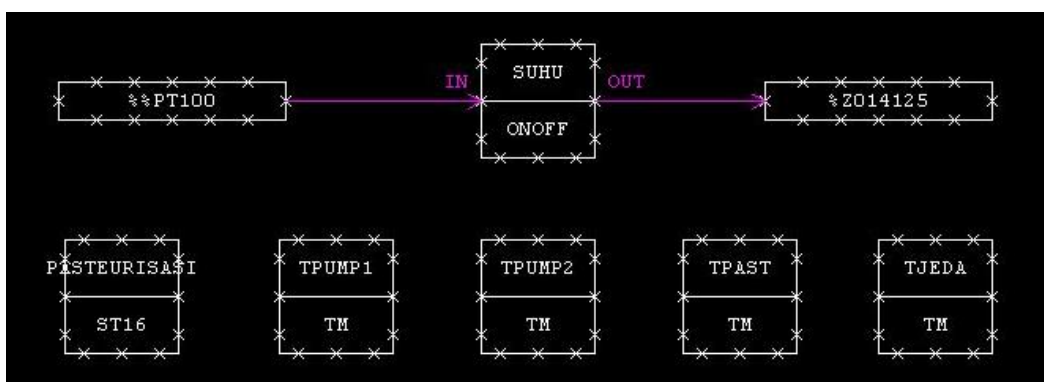 IN SUHU OUT
%%PT100 %Z014125
ONOFF
PASTEURISASI TPUMP1 TPUMP2 TPAST TJEDA
ST16 TM TM TM TM